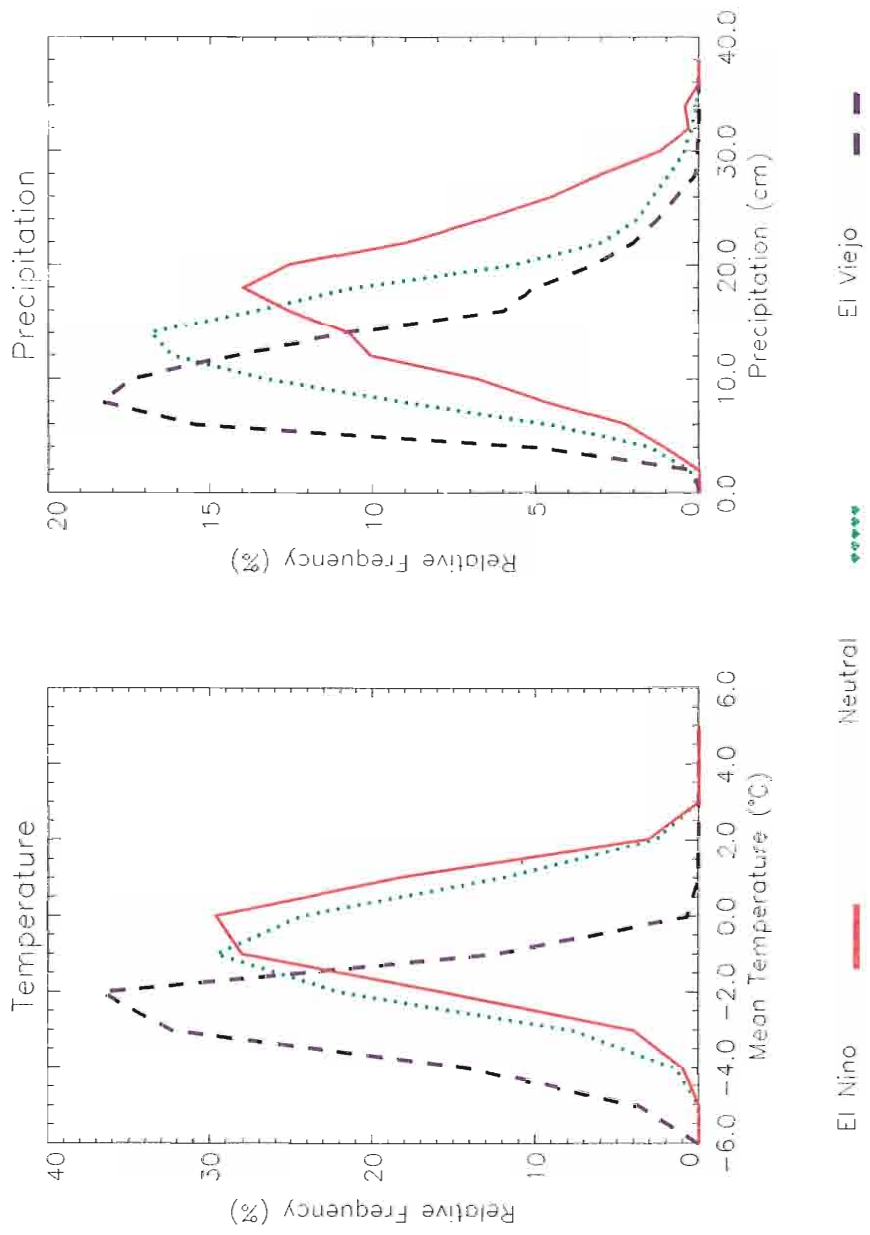 Temperature
40
30
20
10
0
Relative Frequency (%)
-6.0 -4.0 -2.0 0.0 2.0 4.0 6.0
Mean Temperature (°C)
Precipitation
20
15
10
5
0
Relative Frequency (%)
0.0 10.0 20.0 30.0 40.0
Precipitation (cm)
El Nino Neutral El Viejo